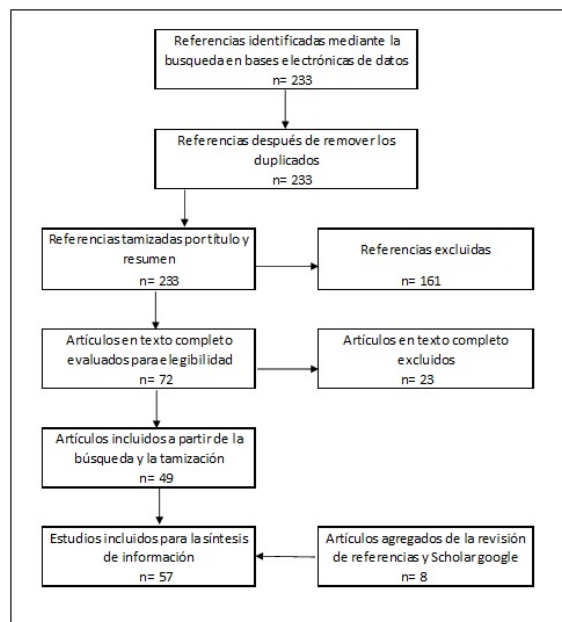 Referencias identificadas mediante la
busqueda en bases electrónicas de datos
n= 233
Referencias después de remover los
duplicados
n= 233
Referencias tamizadas por título y
resumen
n= 233
Referencias excluidas
n= 161
Artículos en texto completo
evaluados para elegibilidad
n= 72
Artículos en texto completo
excluidos
n= 23
Artículos incluidos a partir de la
búsqueda y la tamización
n= 49
Estudios incluidos para la síntesis
de información
n= 57
Artículos agregados de la revisión
de referencias y Scholar google
n= 8